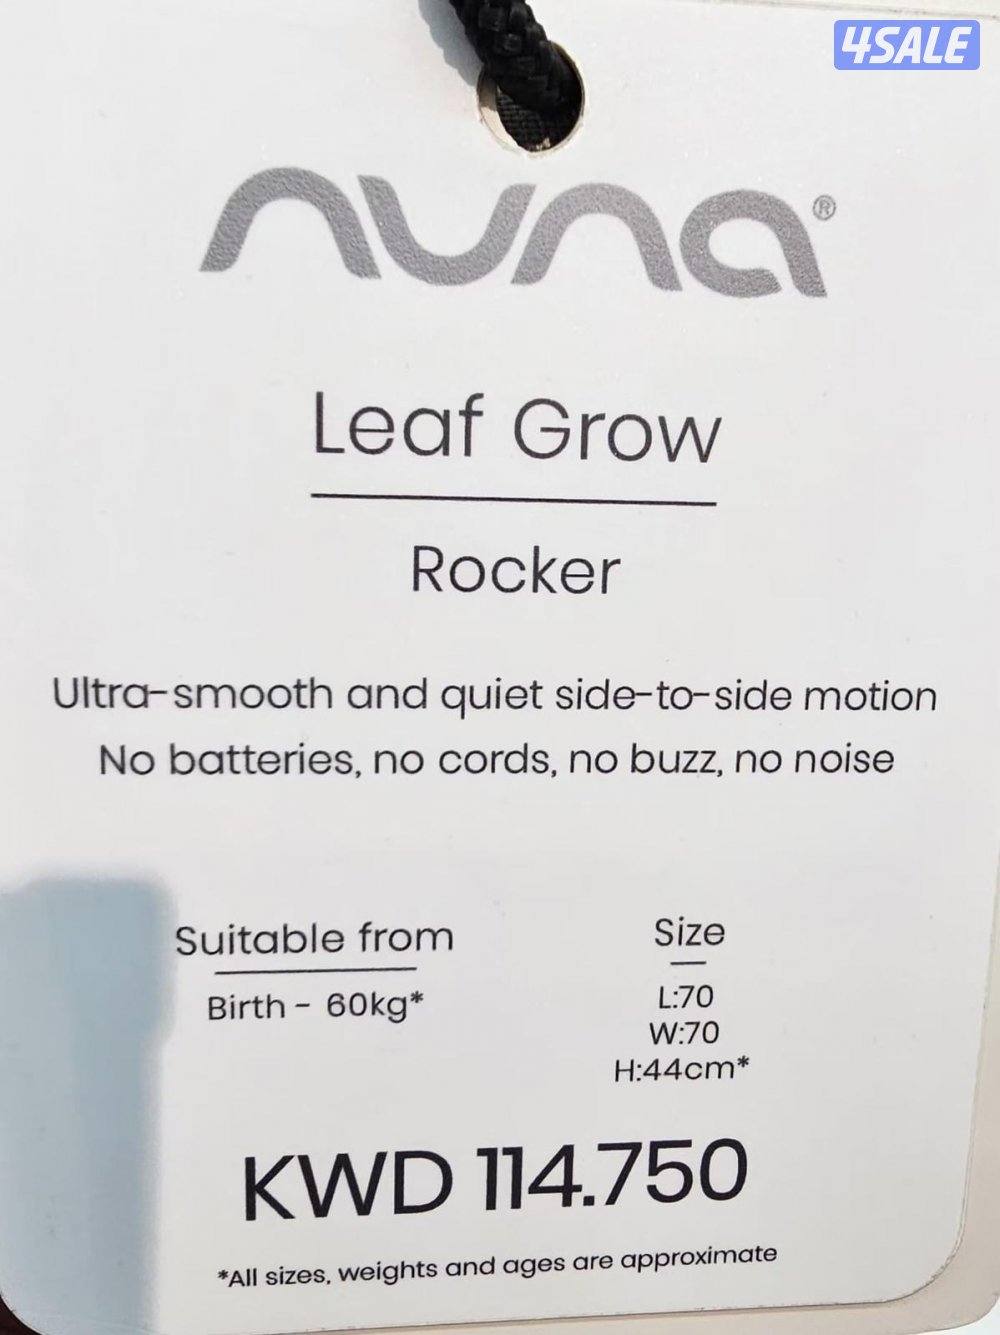 4SALE
nuna®
Leaf Grow
Rocker
Ultra-smooth and quiet side-to-side motion
No batteries, no cords, no buzz, no noise
Suitable from
Birth - 60kg*
Size
L:70
W:70
H:44cm*
KWD 114.750
*All sizes, weights and ages are approximate